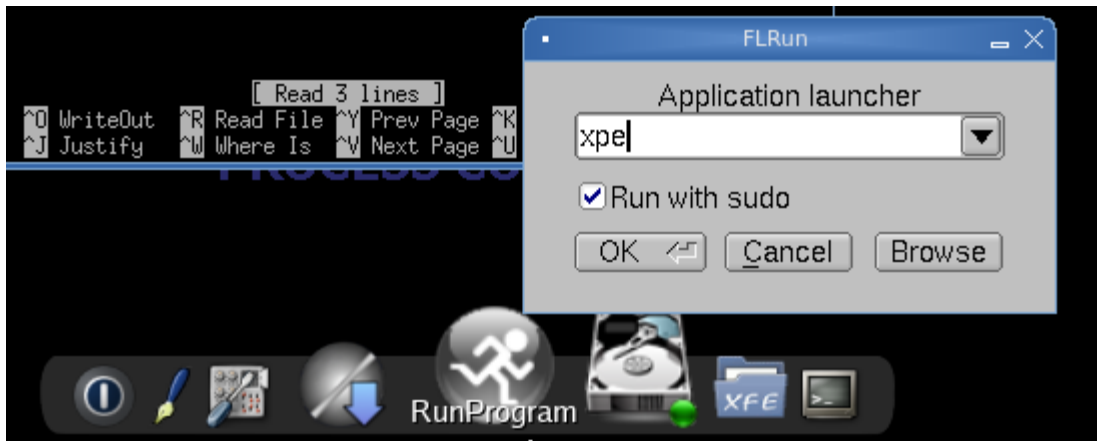 [ Read 3 lines ]
^O WriteOut ^R Read File ^Y Prev Page ^K
^J Justify ^W Where Is ^V Next Page ^U
FLRun
Application launcher
xpe
Run with sudo
OK Cancel Browse
RunProgram
XFE
>_